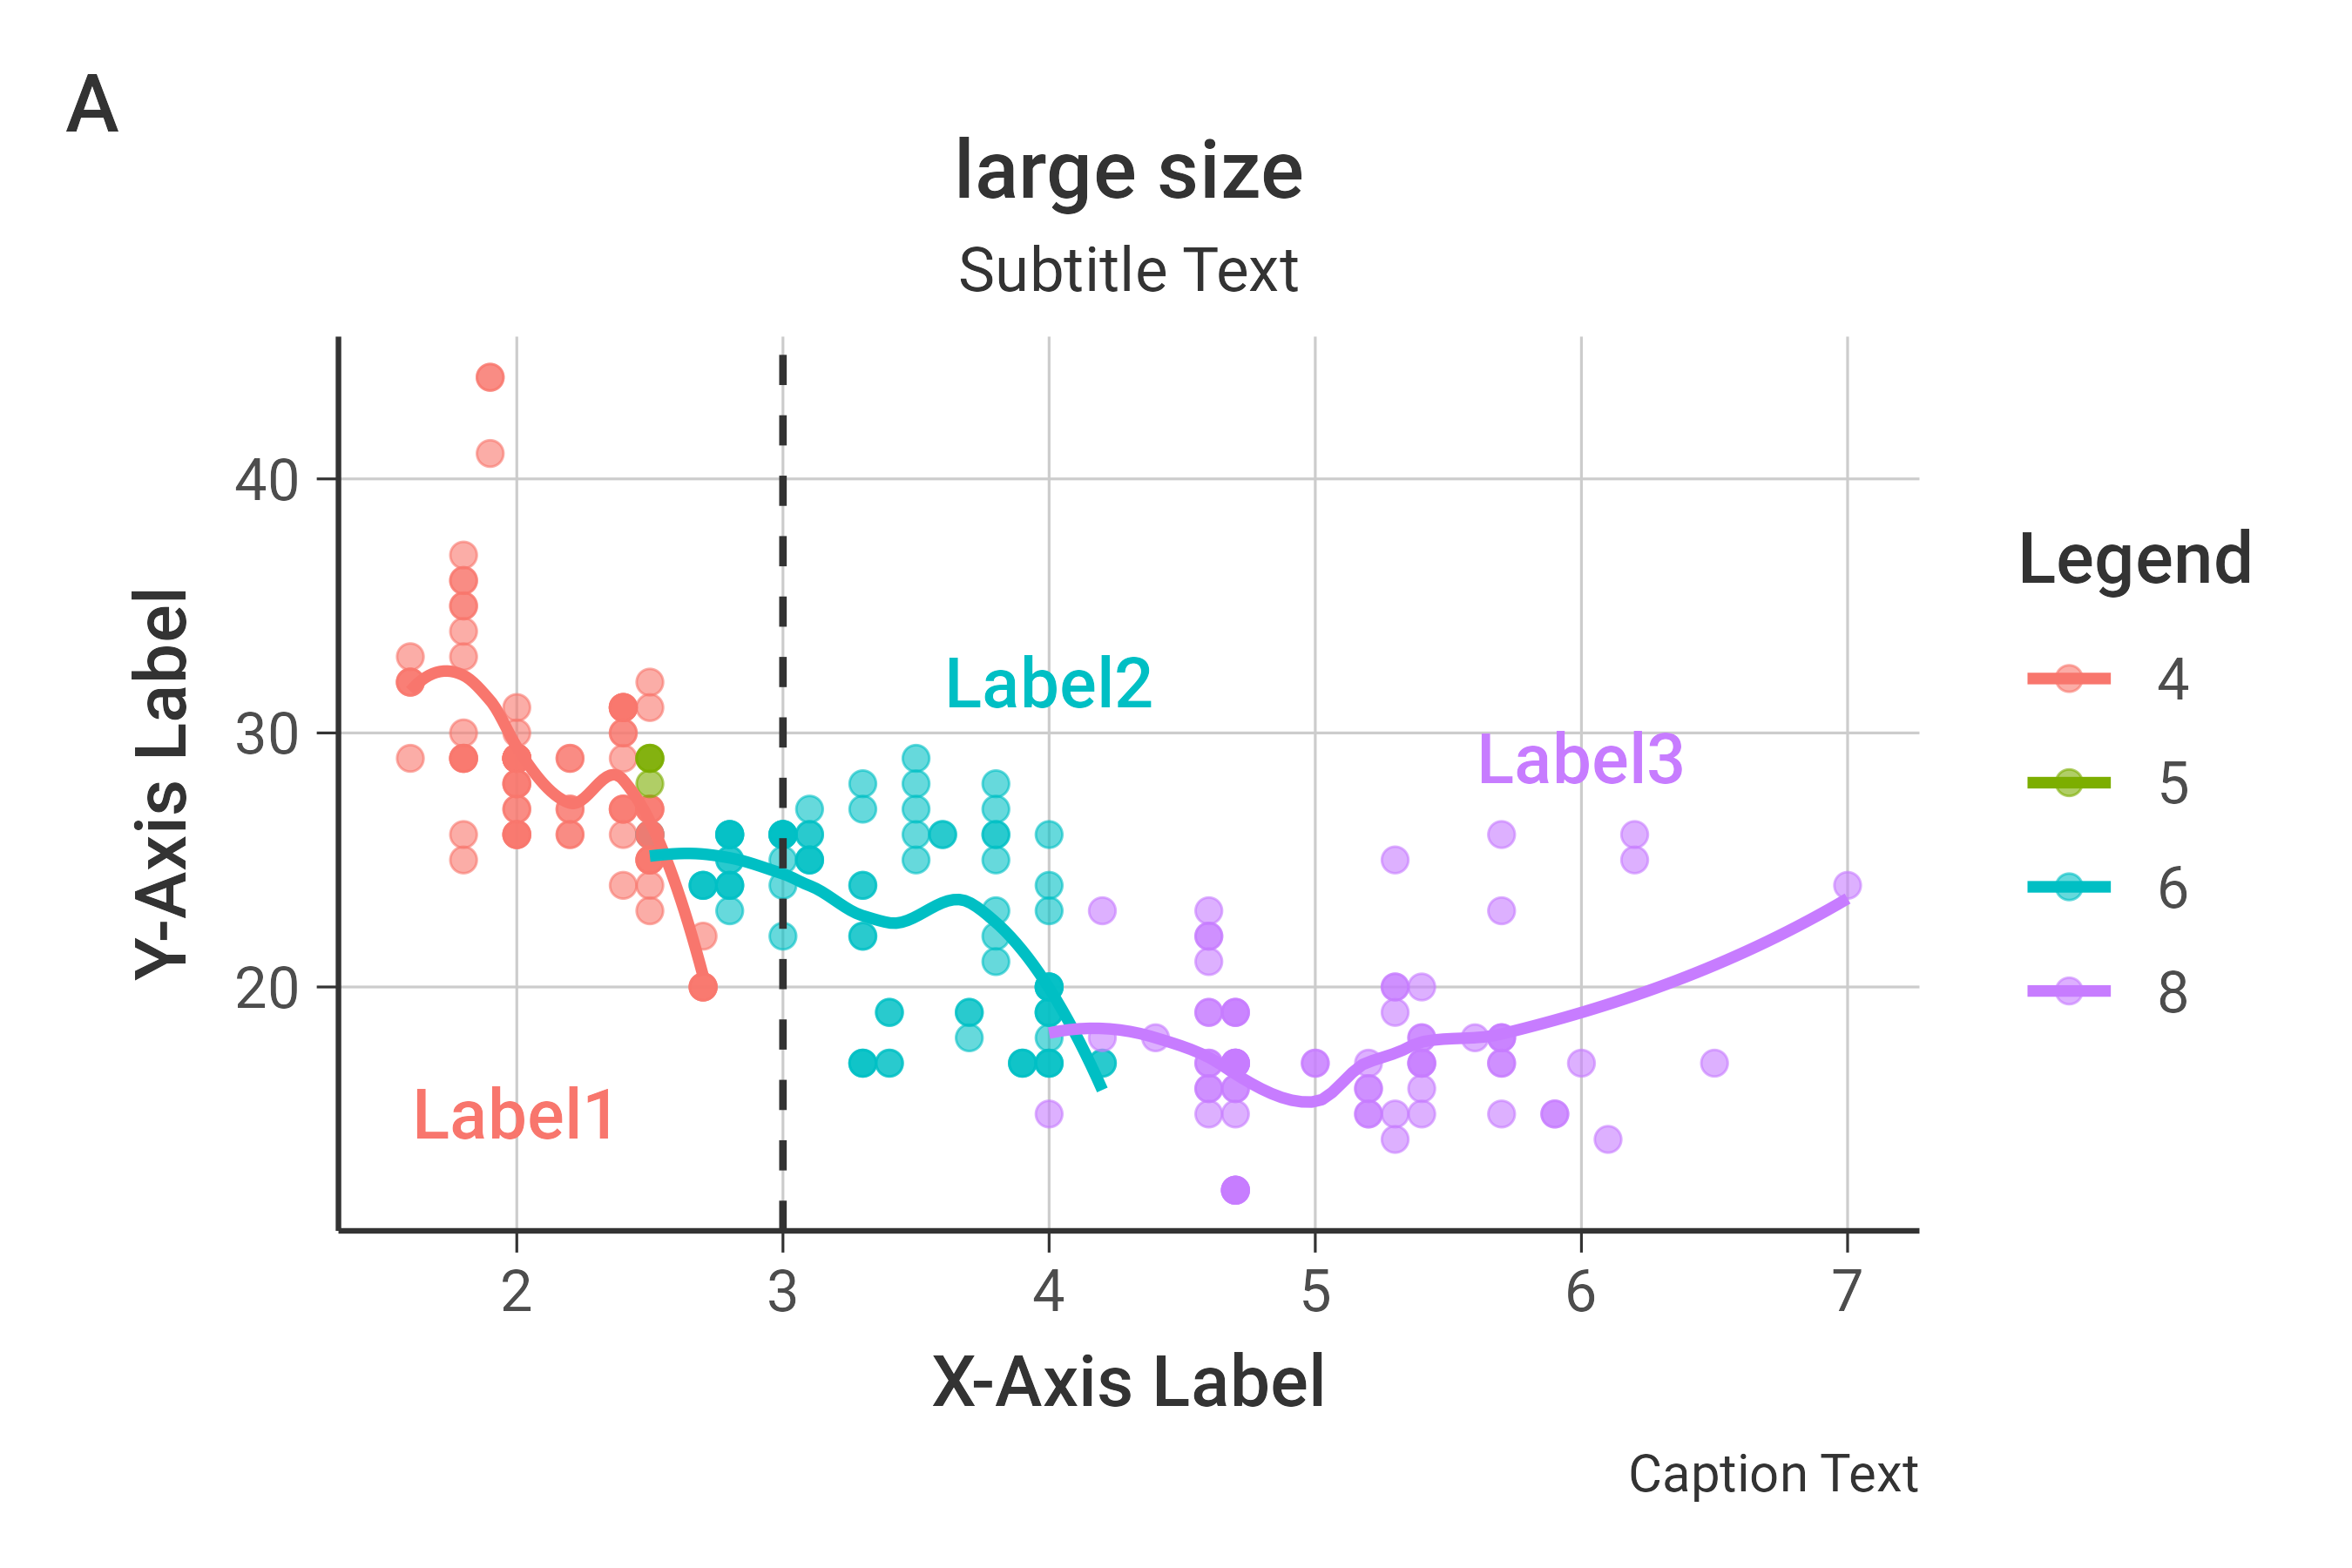 A
large size
Subtitle Text
Y-Axis Label
40
30
20
Label1
Label2
Label3
2 3 4 5 6 7
X-Axis Label
Legend
4
5
6
8
Caption Text